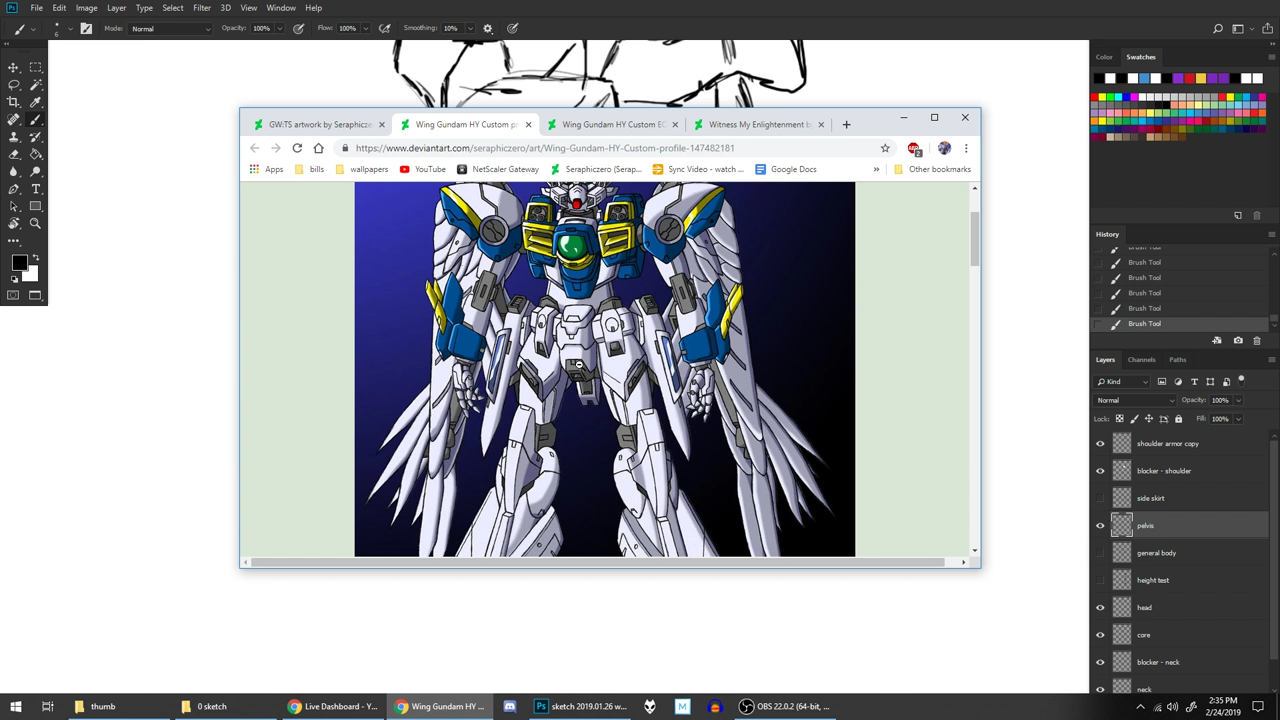 File Edit Image Layer Type Select Filter 3D View Window Help
6 Mode: Normal Opacity: 100% Flow: 100% Smoothing: 10%
Color Swatches
GWiTS artwork by Seraphicze Wing Gundam HY Custom p Wing Gundam HY Custom EC Witness My Enlightenment b
https://www.deviantart.com/seraphiczero/art/Wing-Gundam-HY-Custom-profile-147482181
2
Apps bills wallpapers YouTube NetScaler Gateway Seraphiczero (Serap... Sync Video - watch ... Google Docs » Other bookmarks
History
Brush Tool
Brush Tool
Brush Tool
Brush Tool
Brush Tool
Brush Tool
Layers Channels Paths
Kind
Normal Opacity: 100%
Lock: Fill: 100%
shoulder armor copy
blocker - shoulder
side skirt
pelvis
general body
height test
head
core
blocker - neck
neck
thumb 0 sketch Live Dashboard - Y... Wing Gundam HY ... sketch 2019.01.26 w... OBS 22.0.2 (64-bit, ...
2:35 PM
2/24/2019